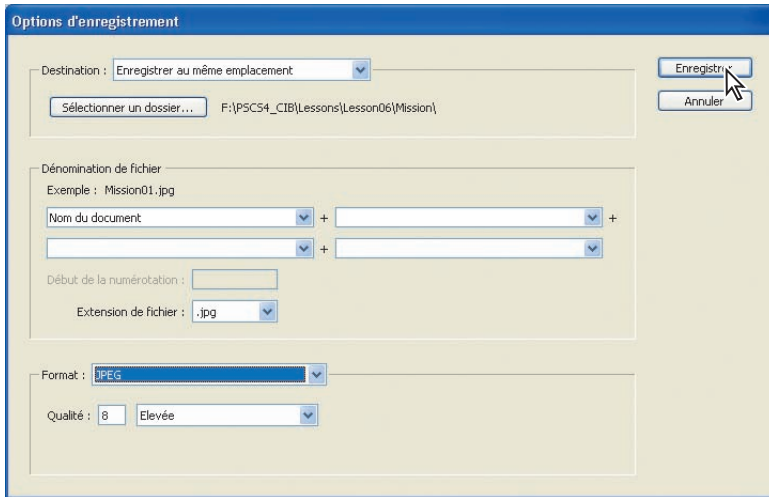 Options d'enregistrement
Destination : Enregistrer au même emplacement
Enregistrer
Sélectionner un dossier... F:\PSCS4_CIB\Lessons\Lesson06\Mission\
Annuler
Dénomination de fichier
Exemple : Mission01.jpg
Nom du document + +
+
Début de la numérotation :
Extension de fichier : .jpg
Format : JPEG
Qualité : 8 Elevée